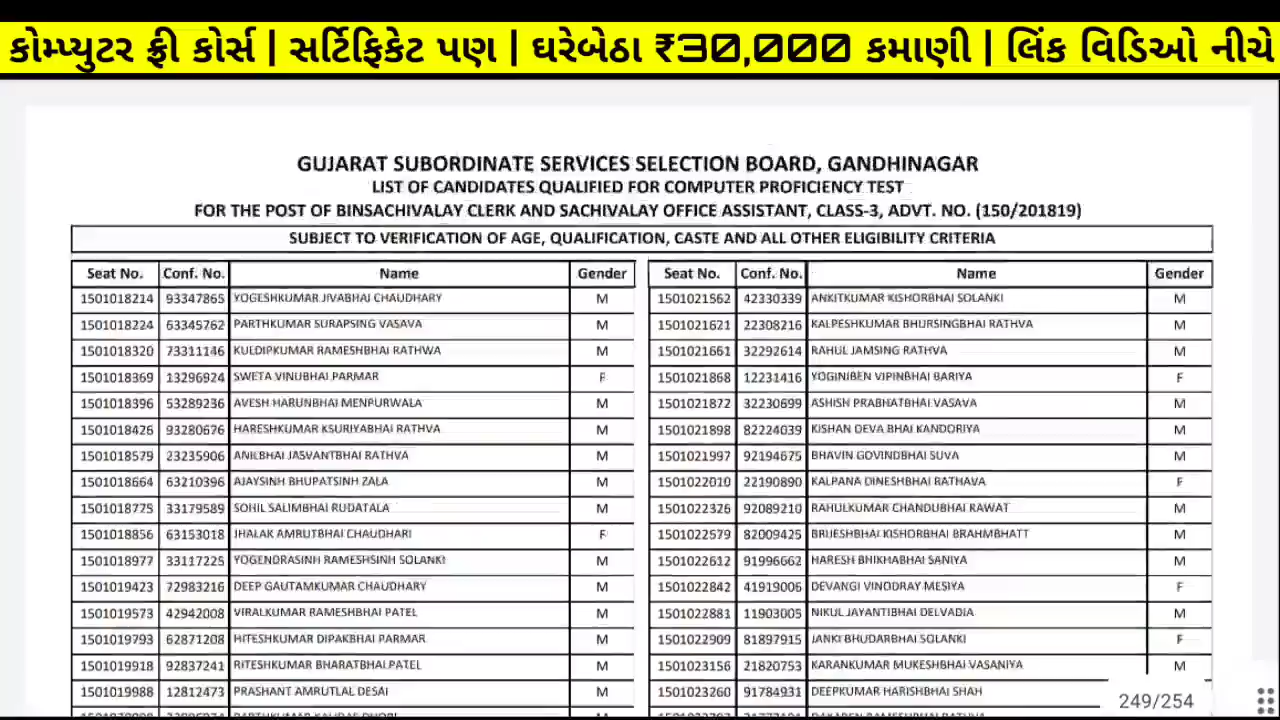 કોમ્પ્યુટર ફ્રી કોર્સ | સર્ટિફિકેટ પણ | ઘરેબેઠા ₹30,000 કમાણી | લિંક વિડિઓ નીચે
GUJARAT SUBORDINATE SERVICES SELECTION BOARD, GANDHINAGAR
LIST OF CANDIDATES QUALIFIED FOR COMPUTER PROFICIENCY TEST
FOR THE POST OF BINSACHIVALAY CLERK AND SACHIVALAY OFFICE ASSISTANT, CLASS-3, ADVT. NO. (150/201819)
SUBJECT TO VERIFICATION OF AGE, QUALIFICATION, CASTE AND ALL OTHER ELIGIBILITY CRITERIA
Seat No. Conf. No. Name Gender Seat No. Conf. No. Name Gender
1501018214 93347865 YOGESHKUMAR JIVABHAI CHAUDHARY M 1501021562 42330339 ANKITKUMAR KISHORBHAI SOLANKI M
1501018224 63345762 PARTHKUMAR SURAPSING VASAVA M 1501021621 22308216 KALPESHKUMAR BHURSINGBHAI RATHVA M
1501018320 73311146 KULDIPKUMAR RAMESHBHAI RATHWA M 1501021661 32292614 RAHUL JAMSING RATHVA M
1501018369 13296924 SWETA VINUBHAI PARMAR F 1501021868 12231416 YOGINIBEN VIPINBHAI BARIYA F
1501018396 53289236 AVESH HARUNBHAI MENPURWALA M 1501021872 32230699 ASHISH PRABHATBHAI VASAVA M
1501018426 93280676 HARESHKUMAR KSURIYABHAI RATHVA M 1501021898 82224039 KISHAN DEVA BHAI KANDORIYA M
1501018579 23235906 ANILBHAI JASVANTBHAI RATHVA M 1501021997 92194675 BHAVIN GOVINDBHAI SUVA M
1501018664 63210396 AJAYSINH BHUPATSINH ZALA M 1501022010 22190890 KALPANA DINESHBHAI RATHAVA F
1501018775 33179589 SOHIL SALIMBHAI RUDATALA M 1501022326 92089210 RAHULKUMAR CHANDUBHAI RAWAT M
1501018856 63153018 JHALAK AMRUTBHAI CHAUDHARI F 1501022579 82009425 BRIJESHBHAI KISHORBHAI BRAHMBHATT M
1501018977 33117225 YOGENDRASINH RAMESHSINH SOLANKI M 1501022612 91996662 HARESH BHIKHABHAI SANIYA M
1501019423 72983216 DEEP GAUTAMKUMAR CHAUDHARY M 1501022842 41919006 DEVANGI VINODRAY MESIYA F
1501019573 42942008 VIRALKUMAR RAMESHBHAI PATEL M 1501022881 11903005 NIKUL JAYANTIBHAI DELVADIA M
1501019793 62871208 HITESHKUMAR DIPAKBHAI PARMAR M 1501022909 81897915 JANKI BHUDARBHAI SOLANKI F
1501019918 92837241 RITESHKUMAR BHARATBHAI PATEL M 1501023156 21820753 KARANKUMAR MUKESHBHAI VASANIYA M
1501019988 12812473 PRASHANT AMRUTLAL DESAI M 1501023260 91784931 DEEPKUMAR HARISHBHAI SHAH
249/254